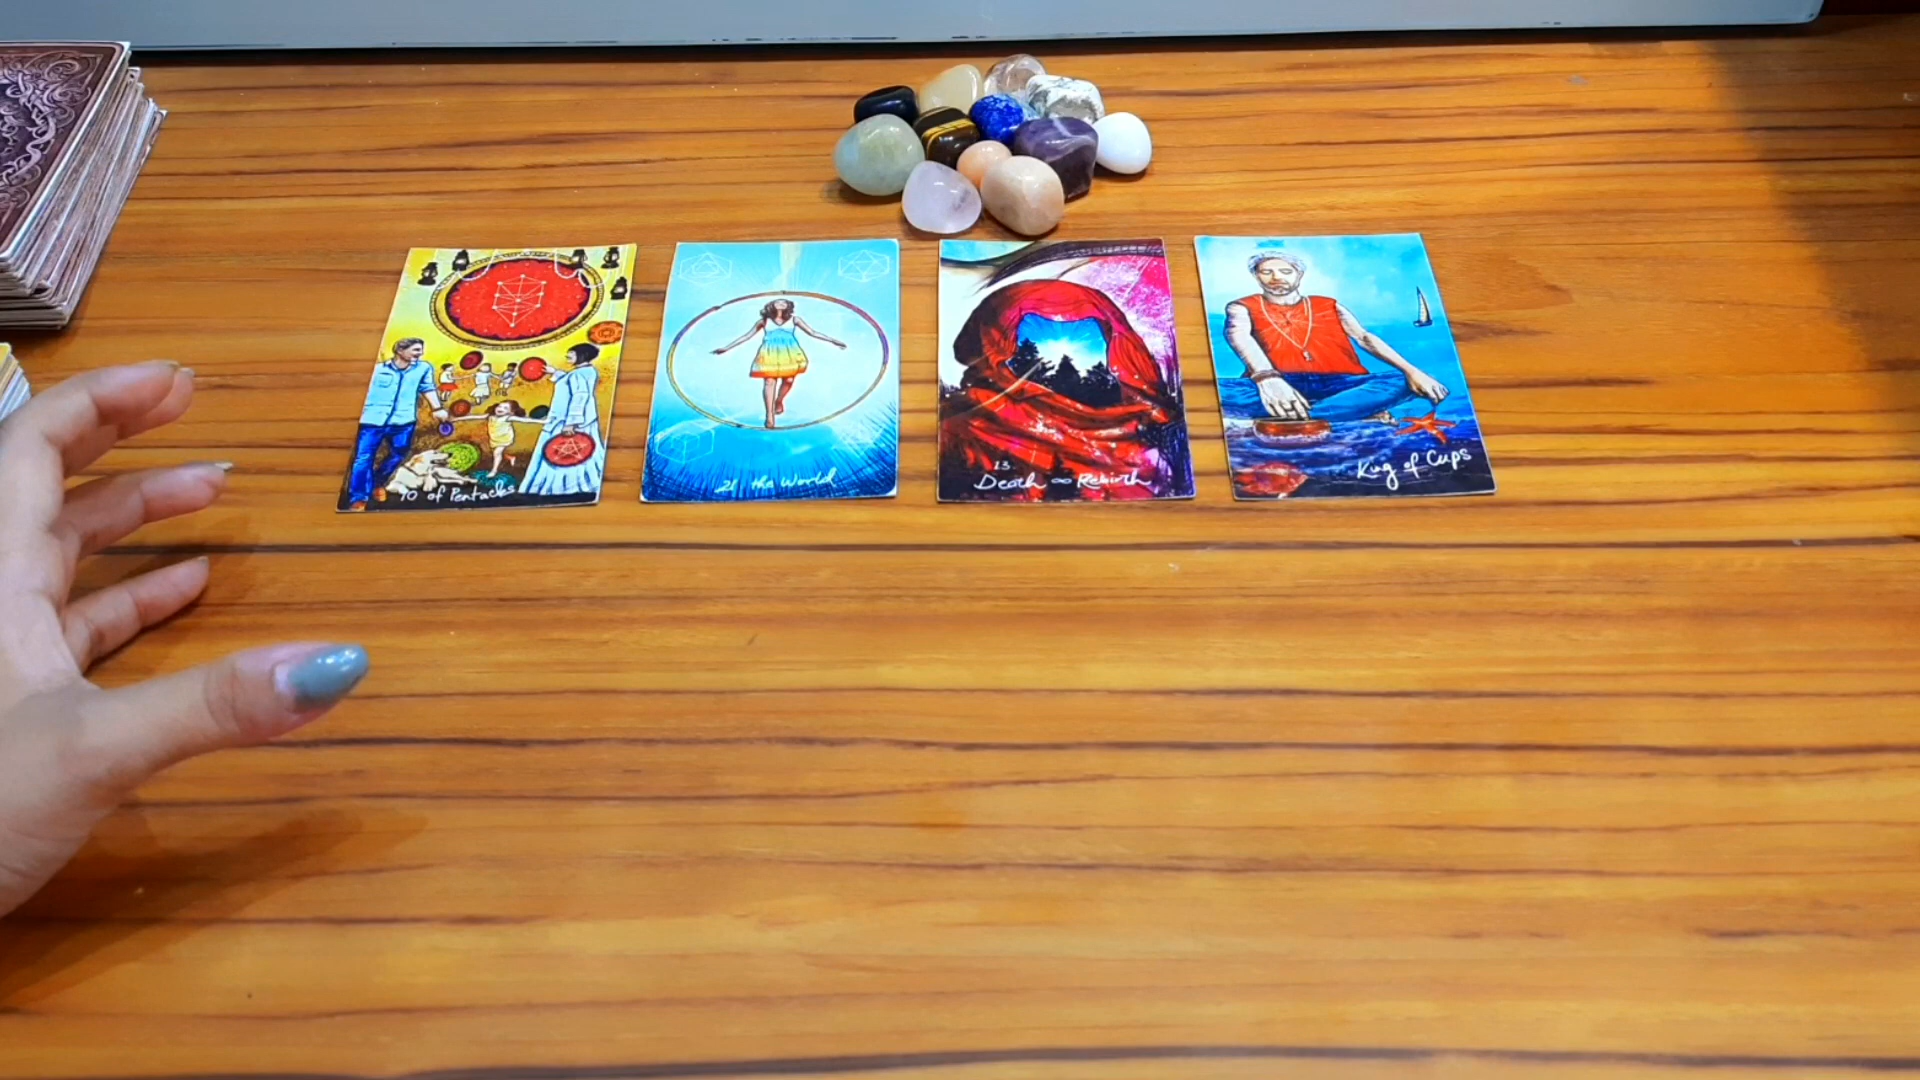 10 of Pentacles
21 the World
13
Death ∞ Rebirth
King of Cups